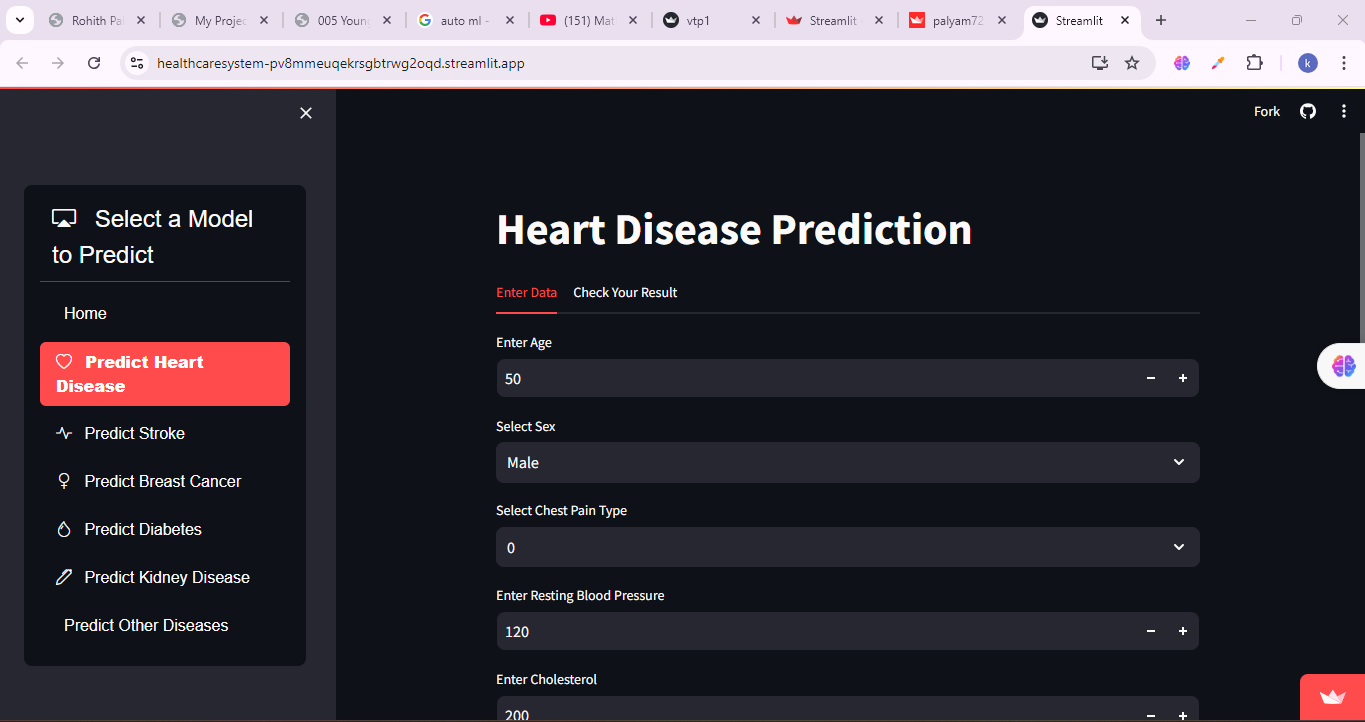 Rohith Pal
My Projec
005 Young
auto ml -
(151) Mat
vtp1
Streamlit
palyam72
Streamlit
healthcaresystem-pv8mmeuqekrsgbtrwg2oqd.streamlit.app
k
Fork
Select a Model
to Predict
Home
Predict Heart
Disease
Predict Stroke
Predict Breast Cancer
Predict Diabetes
Predict Kidney Disease
Predict Other Diseases
Heart Disease Prediction
Enter Data
Check Your Result
Enter Age
50
Select Sex
Male
Select Chest Pain Type
0
Enter Resting Blood Pressure
120
Enter Cholesterol
200